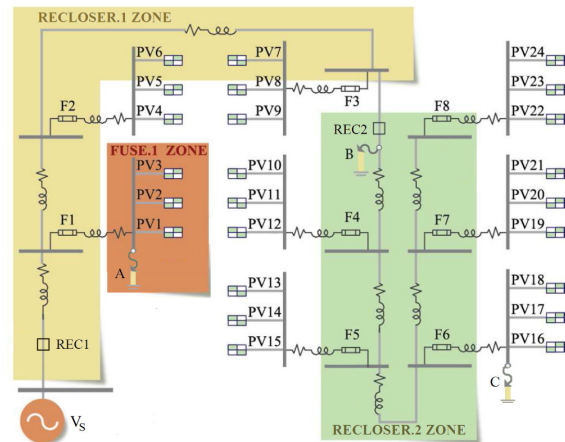 RECLOSER.1 ZONE
PV6
PV7
PV24
PV5
PV8
PV23
F2
F3
F8
PV4
PV9
PV22
REC2
B
FUSE.1 ZONE
PV3
PV10
PV21
PV2
PV11
PV20
F1
PV1
PV12
F4
F7
PV19
A
PV13
PV18
PV14
PV17
REC1
PV15
F5
F6
PV16
C
VS
RECLOSER.2 ZONE